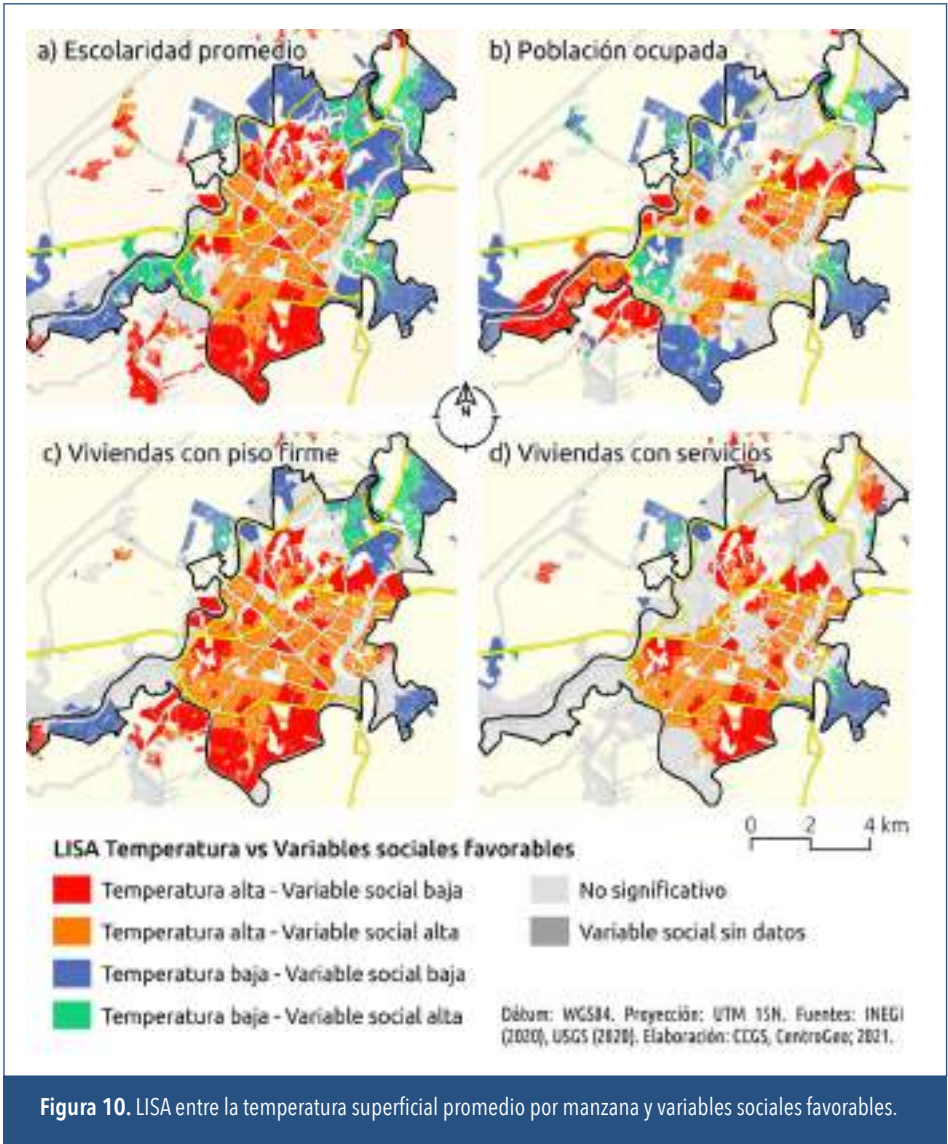 a) Escolaridad promedio
b) Población ocupada
N
c) Viviendas con piso firme
d) Viviendas con servicios
0 2 4 km
LISA Temperatura vs Variables sociales favorables
Temperatura alta - Variable social baja
Temperatura alta - Variable social alta
Temperatura baja - Variable social baja
Temperatura baja - Variable social alta
No significativo
Variable social sin datos
Dátum: WGS84. Proyección: UTM 15N. Fuentes: INEGI
(2020), USGS (2020). Elaboración: CCGS, CentroGeo; 2021.
Figura 10. LISA entre la temperatura superficial promedio por manzana y variables sociales favorables.